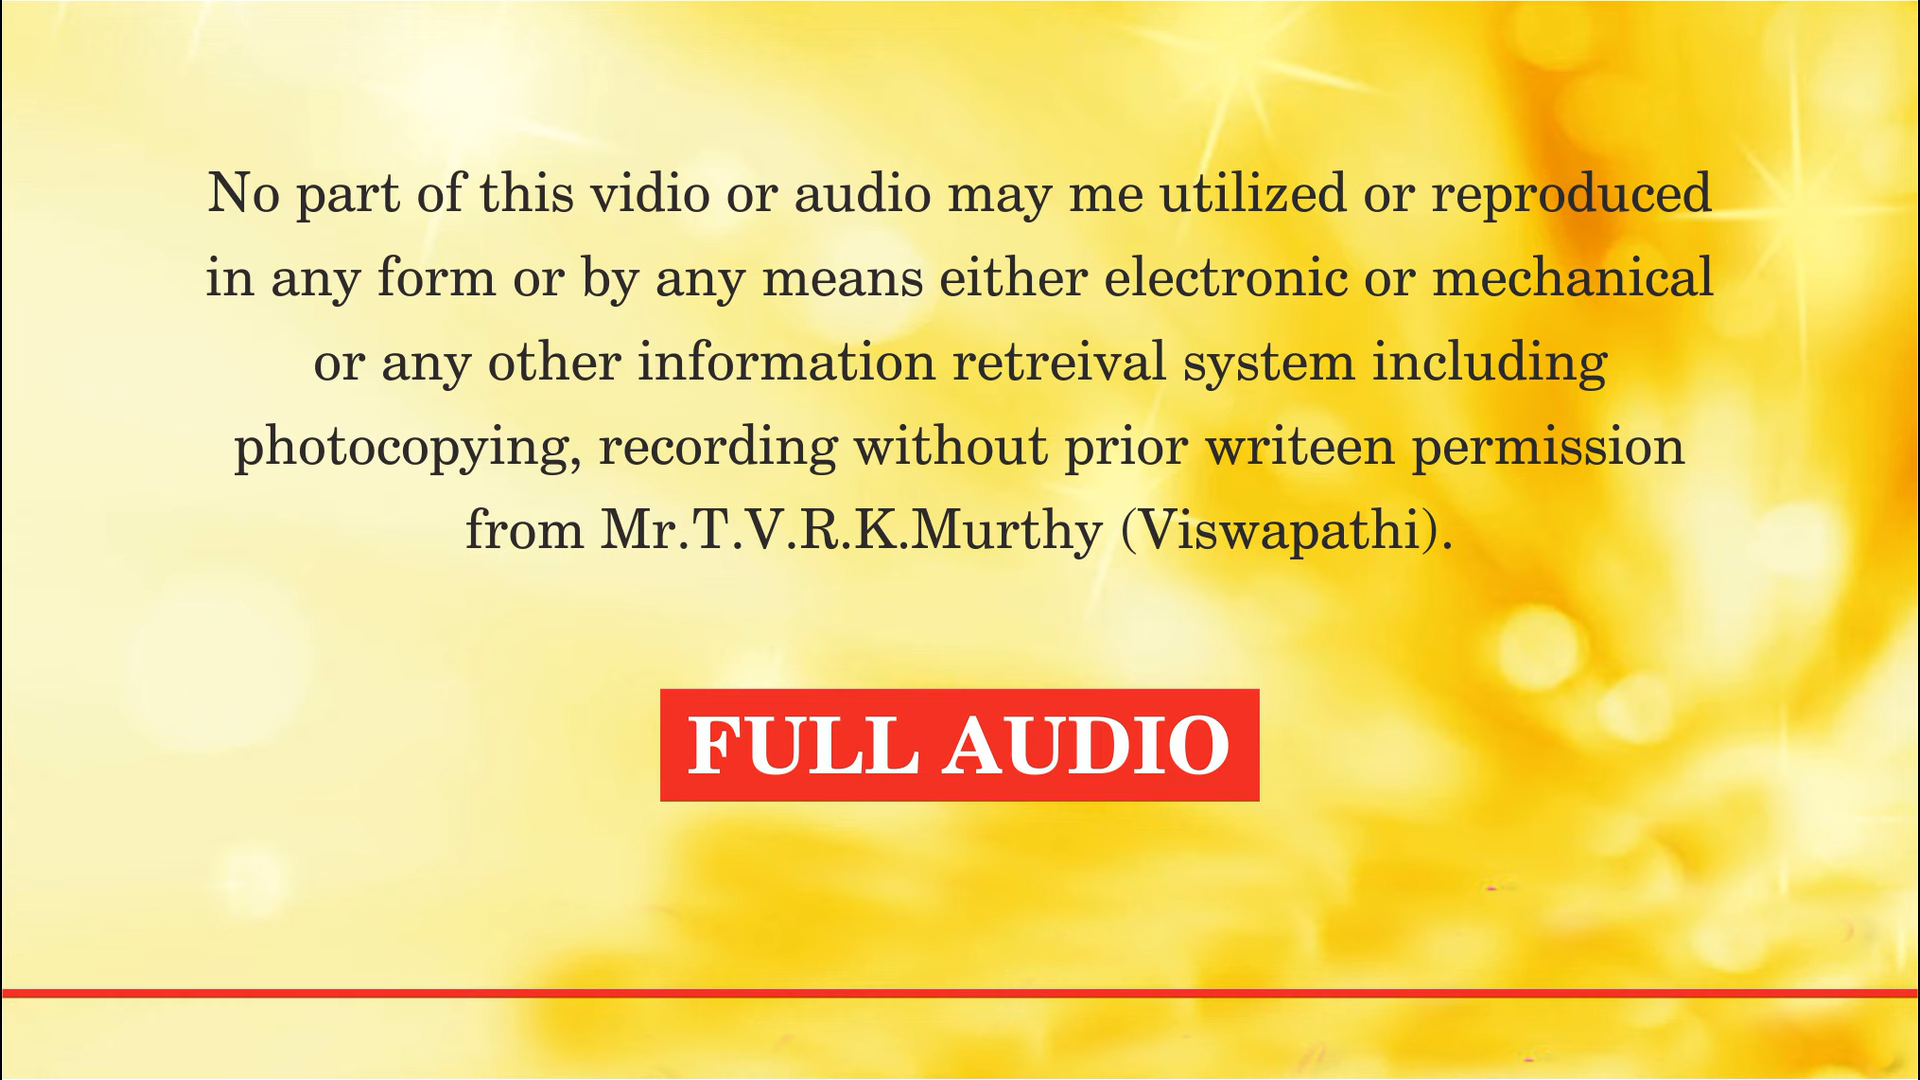 No part of this vidio or audio may me utilized or reproduced
in any form or by any means either electronic or mechanical
or any other information retreival system including
photocopying, recording without prior writeen permission
from Mr.T.V.R.K.Murthy (Viswapathi).
FULL AUDIO